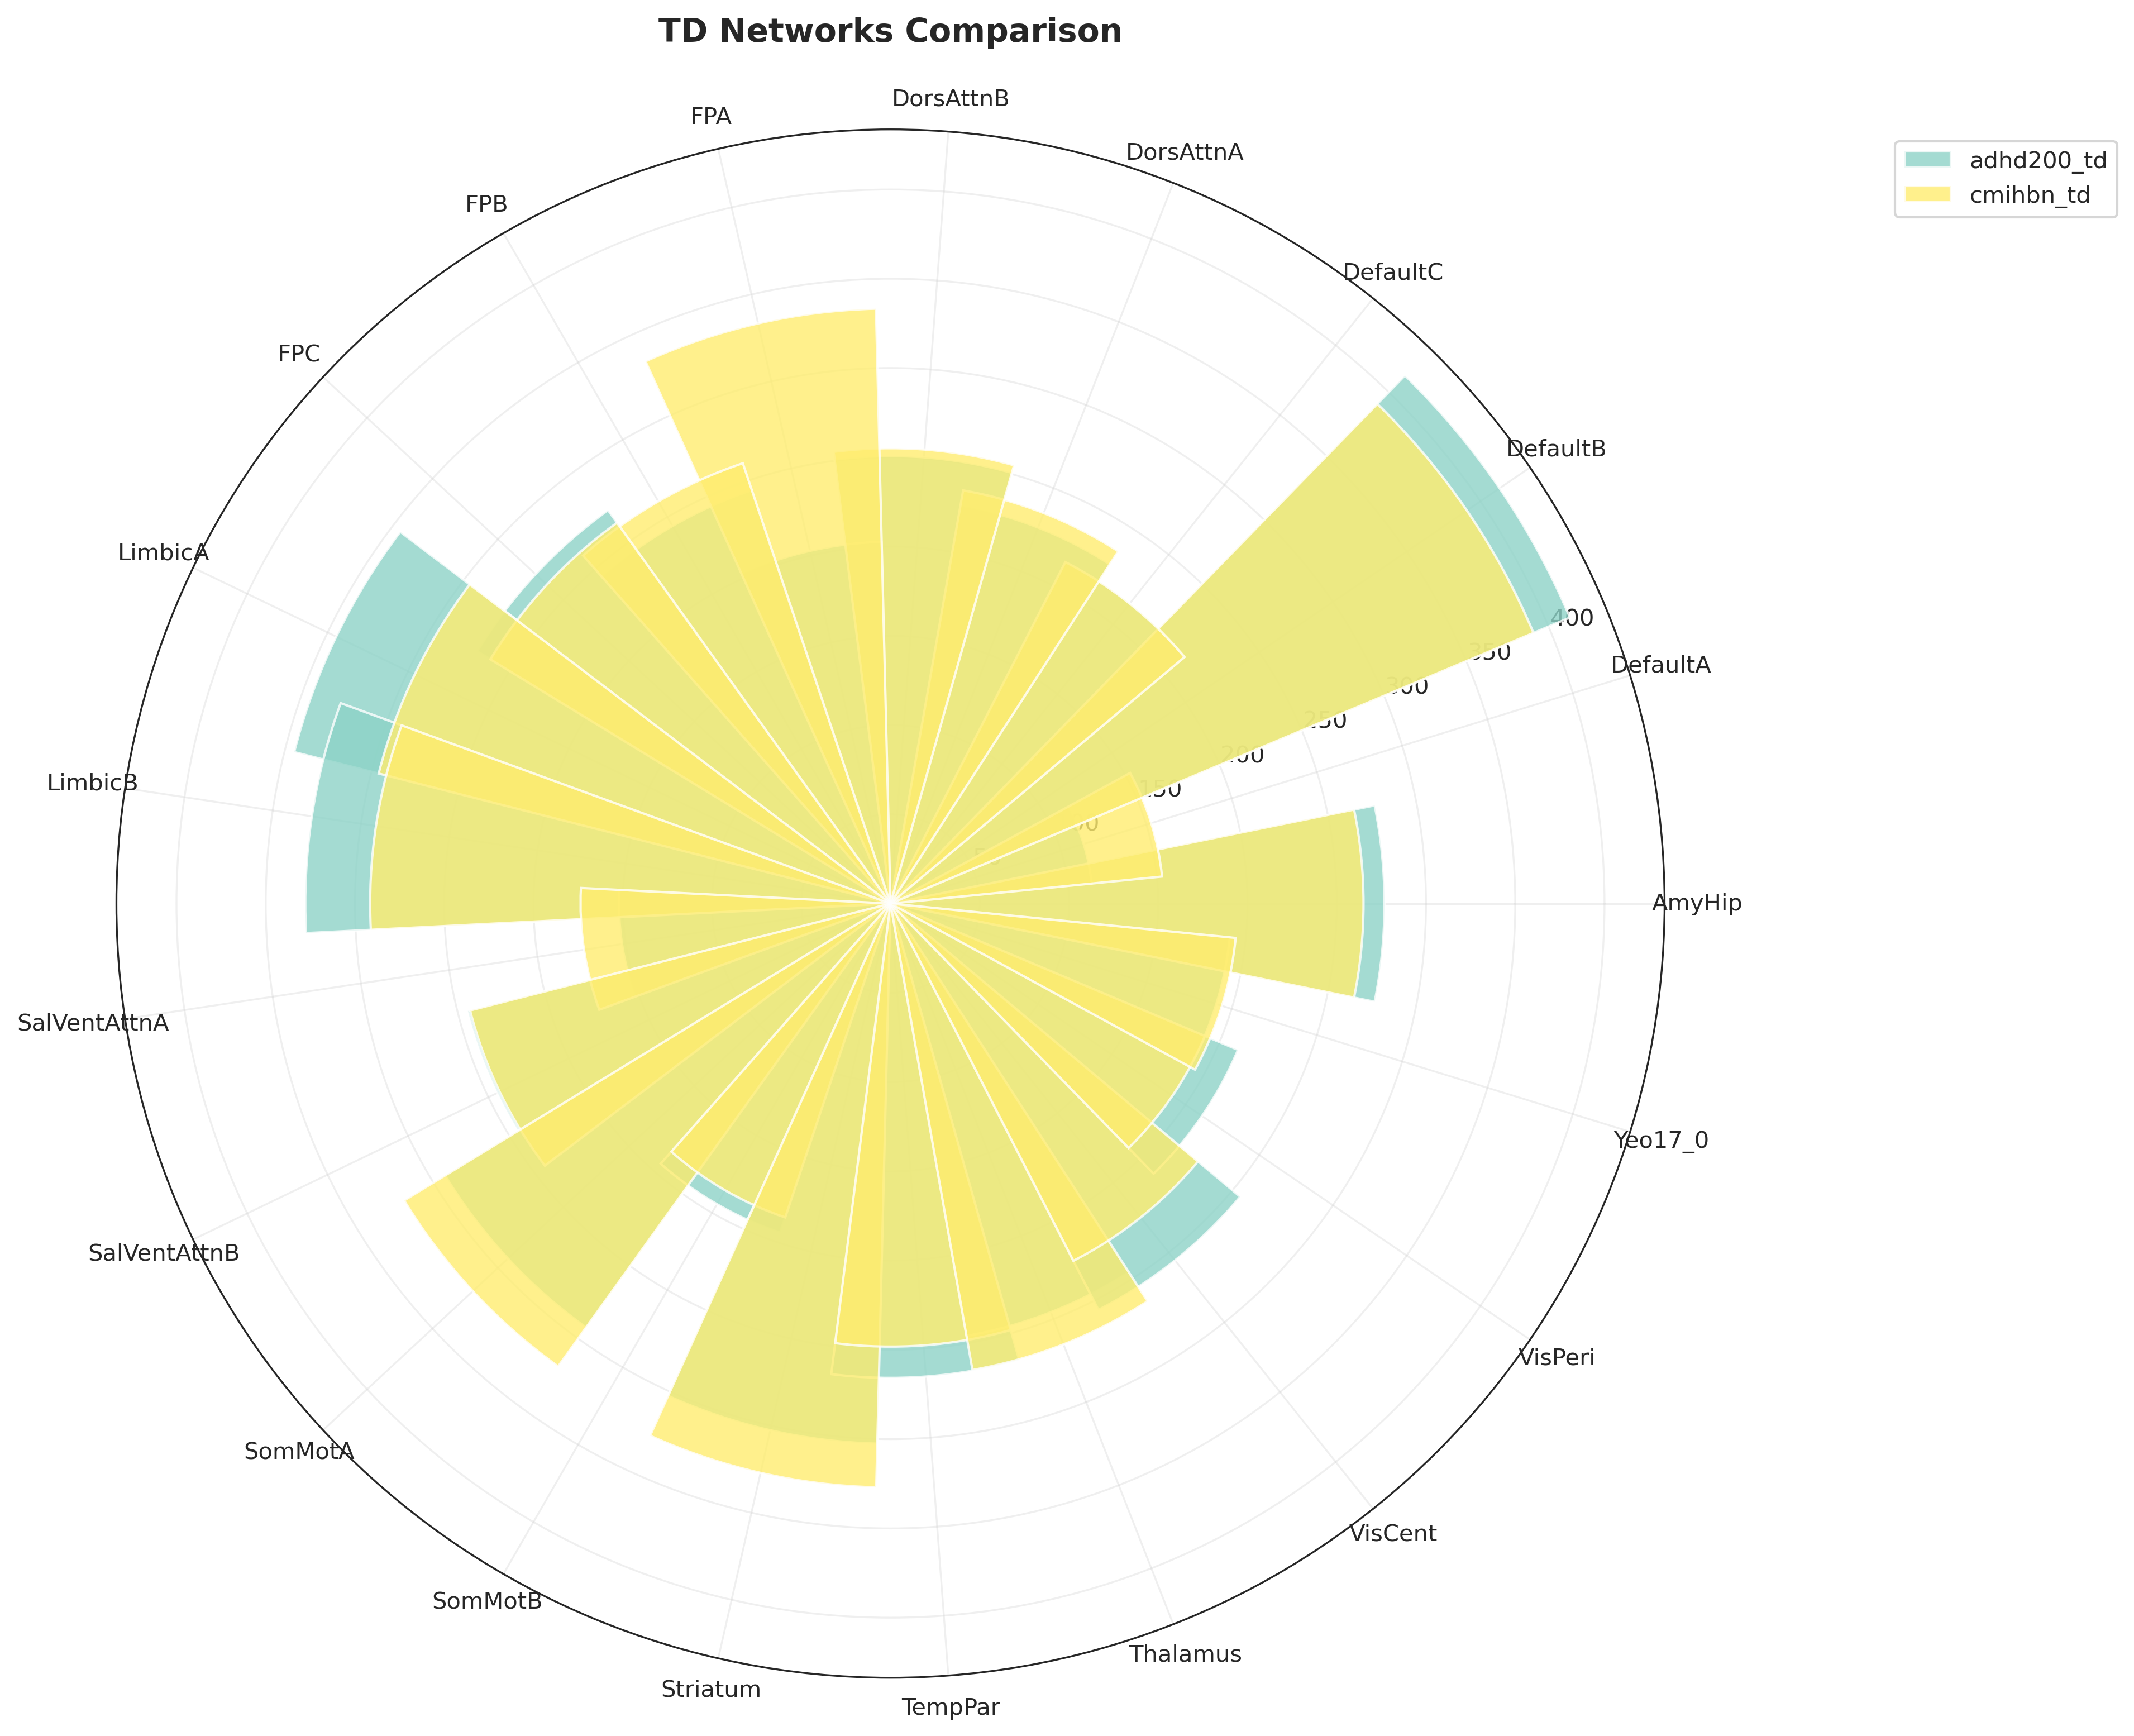 TD Networks Comparison
adhd200_td
cmihbn_td
DorsAttnB
FPA
DorsAttnA
FPB
DefaultC
FPC
DefaultB
LimbicA
400
350
DefaultA
300
250
200
LimbicB
150
50
AmyHip
SalVentAttnA
Yeo17_0
SalVentAttnB
VisPeri
SomMotA
VisCent
SomMotB
Thalamus
Striatum
TempPar